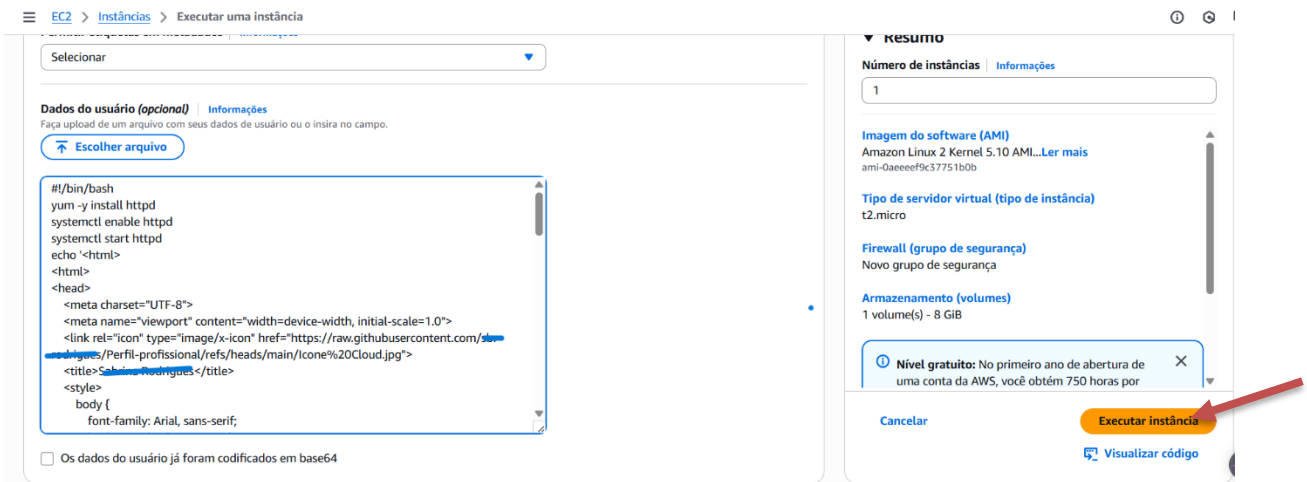 EC2 > Instâncias > Executar uma instância
Selecionar
Dados do usuário (opcional) | Informações
Faça upload de um arquivo com seus dados de usuário ou o insira no campo.
Escolher arquivo
#!/bin/bash
yum -y install httpd
systemctl enable httpd
systemctl start httpd
echo '<html>
<html>
<head>
<meta charset="UTF-8">
<meta name="viewport" content="width=device-width, initial-scale=1.0">
<link rel="icon" type="image/x-icon" href="https://raw.githubusercontent.com/
/Perfil-profissional/refs/heads/main/Icone%20Cloud.jpg">
<title></title>
<style>
body {
font-family: Arial, sans-serif;
Os dados do usuário já foram codificados em base64
Resumo
Número de instâncias | Informações
1
Imagem do software (AMI)
Amazon Linux 2 Kernel 5.10 AMI...Ler mais
ami-0aeeeef9c37751b0b
Tipo de servidor virtual (tipo de instância)
t2.micro
Firewall (grupo de segurança)
Novo grupo de segurança
Armazenamento (volumes)
1 volume(s) - 8 GiB
Nível gratuito: No primeiro ano de abertura de
uma conta da AWS, você obtém 750 horas por
Cancelar
Executar instância
Visualizar código